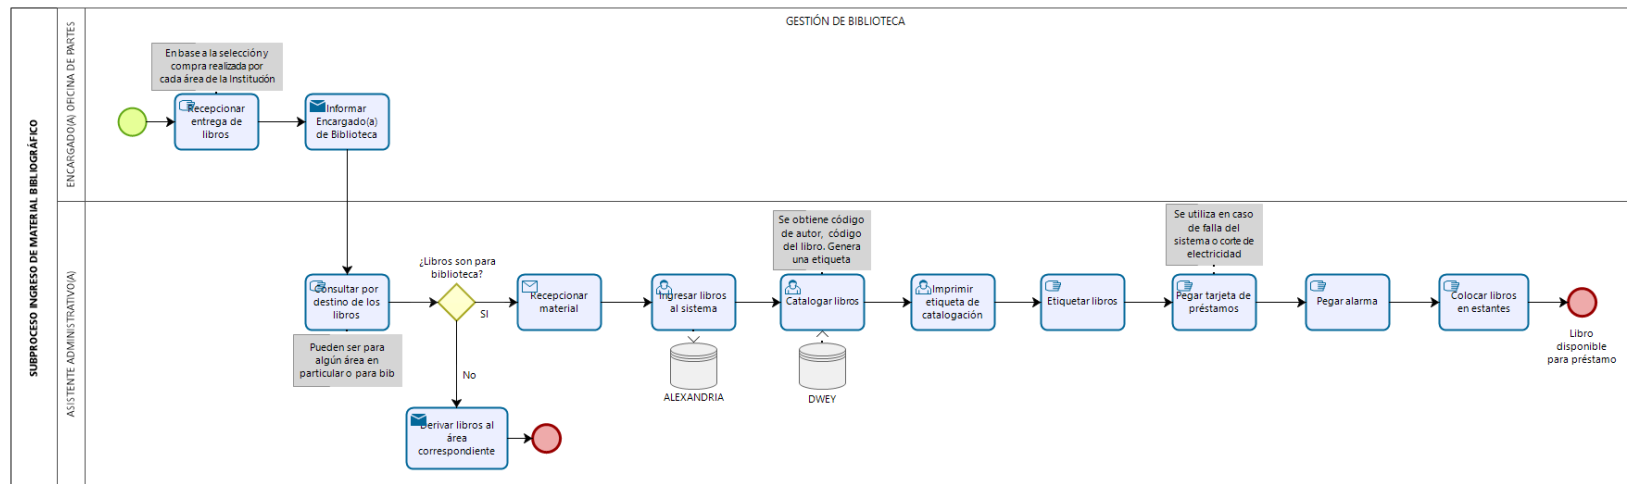 GESTIÓN DE BIBLIOTECA
SUBPROCESO INGRESO DE MATERIAL BIBLIOGRÁFICO
ENCARGADO(A) OFICINA DE PARTES
En base a la selección y
compra realizada por
cada área de la Institución
Recepcionar
entrega de
libros
Informar
Encargado(a)
de Biblioteca
ASISTENTE ADMINISTRATIVO(A)
Consultar por
destino de los
libros
Pueden ser para
algún área en
particular o para bib
¿Libros son para
biblioteca?
SI
No
Derivar libros al
área
correspondiente
Recepcionar
material
Ingresar libros
al sistema
ALEXANDRIA
Se obtiene código
de autor, código
del libro. Genera
una etiqueta
Catalogar libros
DWEY
Imprimir
etiqueta de
catalogación
Etiquetar libros
Se utiliza en caso
de falla del
sistema o corte de
electricidad
Pegar tarjeta de
préstamos
Pegar alarma
Colocar libros
en estantes
Libro
disponible
para préstamo